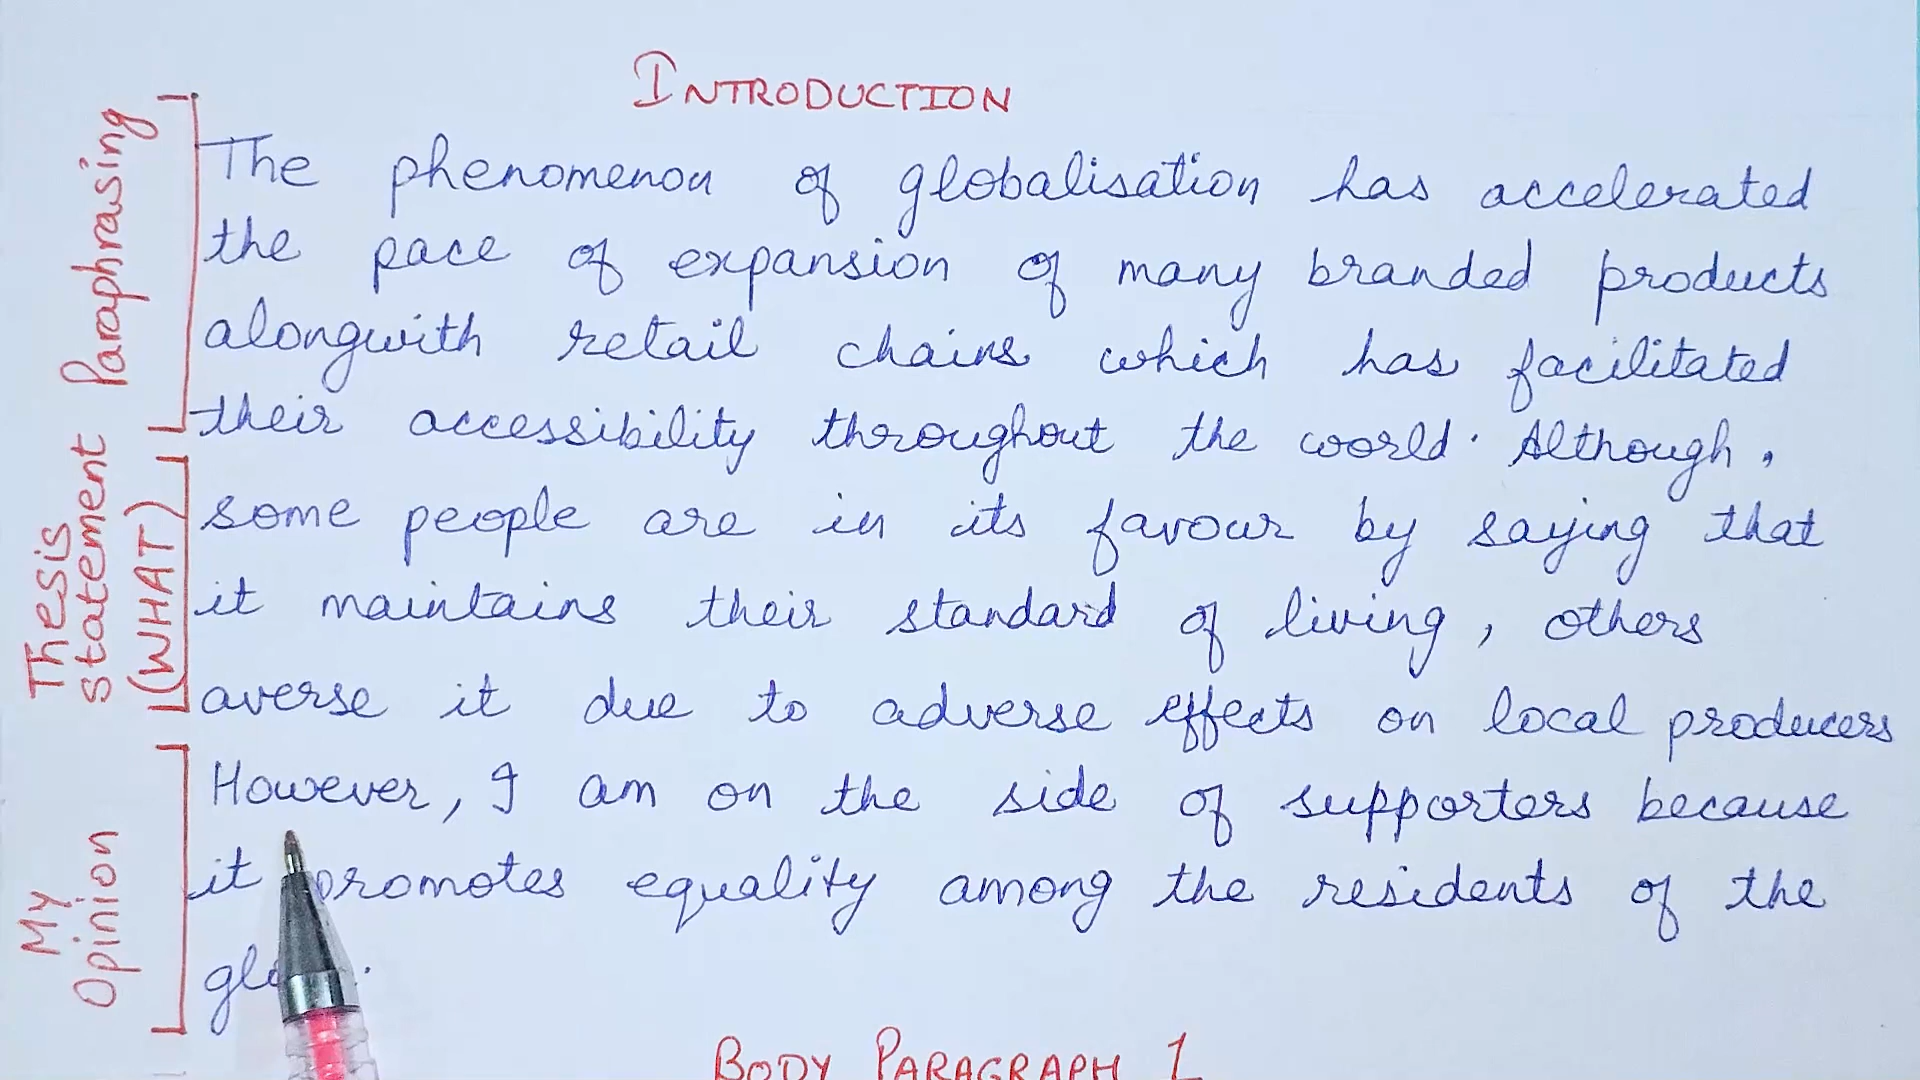 INTRODUCTION
The phenomenon of globalisation has accelerated
the pace of expansion of many branded products
alongwith retail chains which has facilitated
their accessibility throughout the world. Although,
some people are in its favour by saying that
it maintains their standard of living, others
averse it due to adverse effects on local producers
However, I am on the side of supporters because
it promotes equality among the residents of the
Paraphrasing
Thesis
statement
(WHAT)
My
Opinion
BODY PARAGRAPH 1